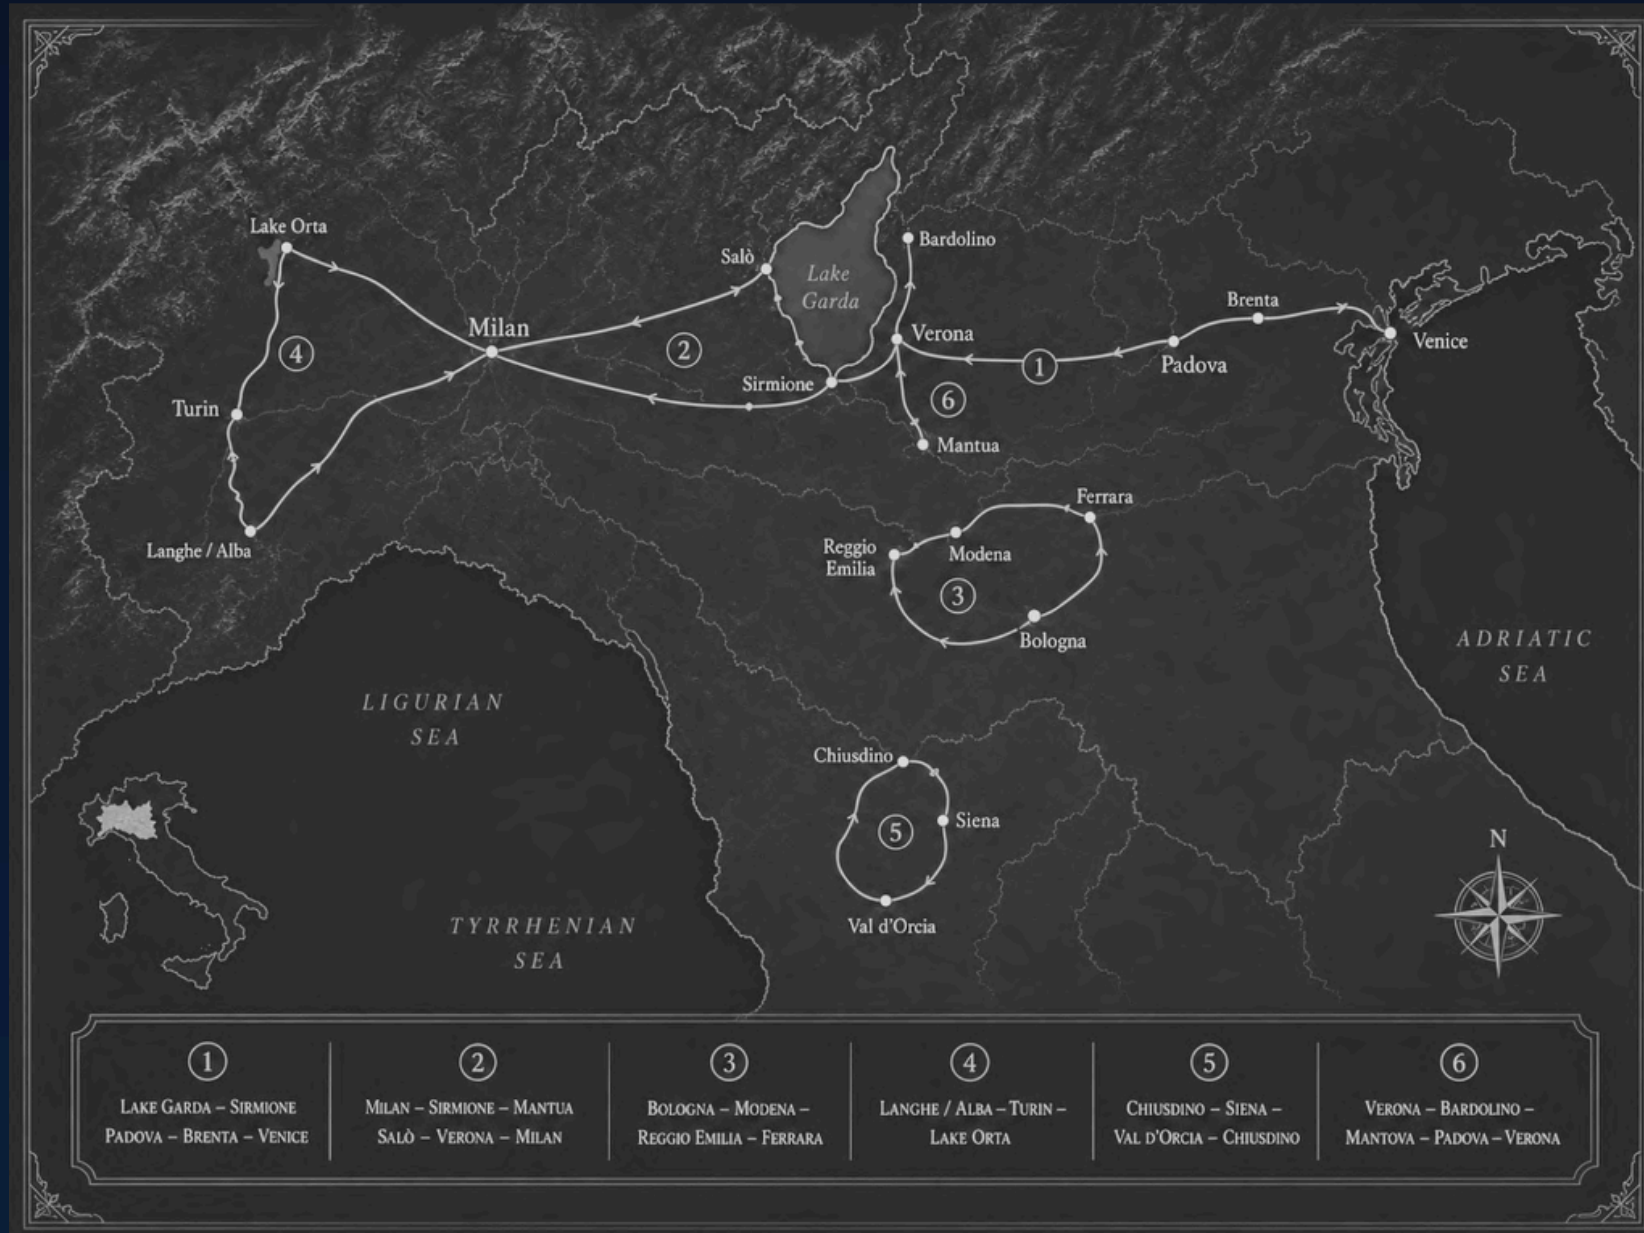 Lake Orta
Salò
Bardolino
Lake
Garda
Milan
Verona
Brenta
Venice
Padova
4
2
1
Sirmione
6
Turin
Mantua
Langhe / Alba
Ferrara
Reggio
Emilia
Modena
3
Bologna
ADRIATIC
SEA
LIGURIAN
SEA
Chiusdino
5
Siena
Val d'Orcia
N
TYRRHENIAN
SEA
1
LAKE GARDA – SIRMIONE
PADOVA – BRENTA – VENICE
2
MILAN – SIRMIONE – MANTUA
SALÒ – VERONA – MILAN
3
BOLOGNA – MODENA –
REGGIO EMILIA – FERRARA
4
LANGHE / ALBA – TURIN –
LAKE ORTA
5
CHIUSDINO – SIENA –
VAL D'ORCIA – CHIUSDINO
6
VERONA – BARDOLINO –
MANTOVA – PADOVA – VERONA